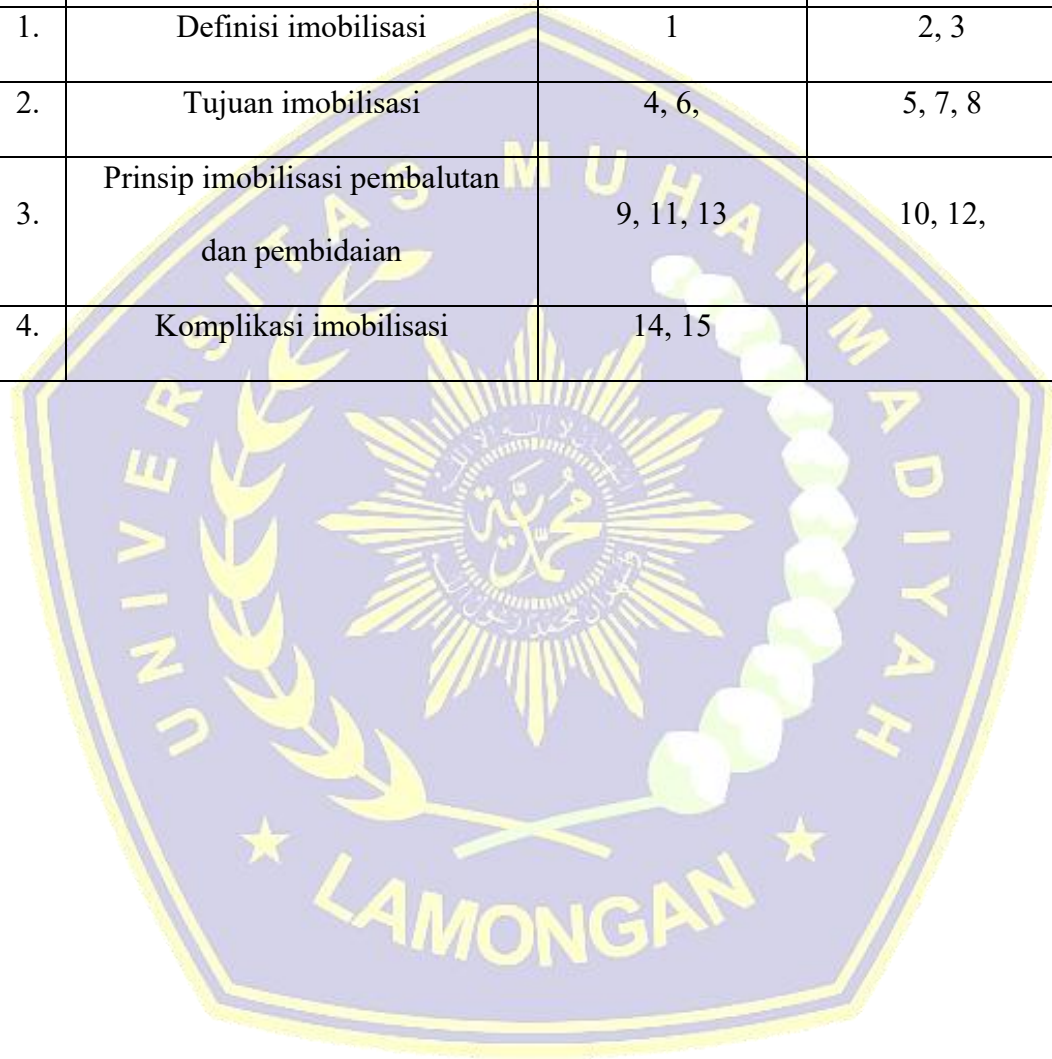 1. Definisi imobilisasi 1 2, 3
2. Tujuan imobilisasi 4, 6, 5, 7, 8
3. Prinsip imobilisasi pembalutan dan pembidaian 9, 11, 13 10, 12,
4. Komplikasi imobilisasi 14, 15
UNIVERSITAS MUHAMMADIYAH
LAMONGAN
محمد